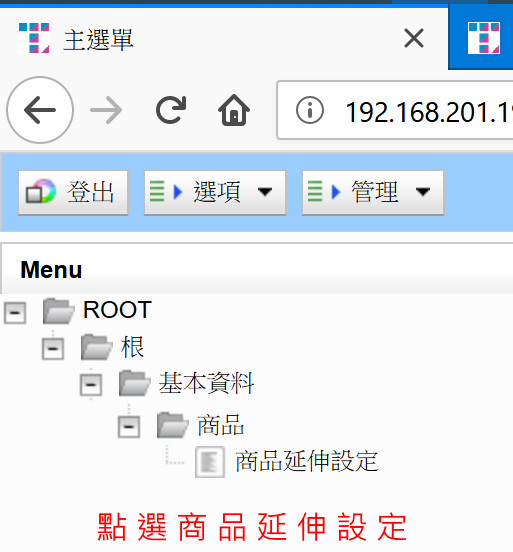 主選單
192.168.201.19
登出 選項 管理
Menu
ROOT
根
基本資料
商品
商品延伸設定
點選商品延伸設定